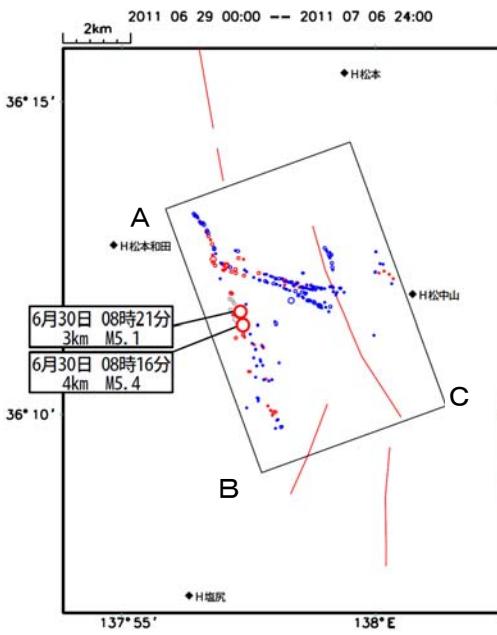 2011 06 29 00:00 -- 2011 07 06 24:00
2km
H松本
36°15′
A
H松本和田
H松中山
6月30日 08時21分
3km M5.1
6月30日 08時16分
4km M5.4
36°10′
C
B
H塩尻
137°55′
138°E